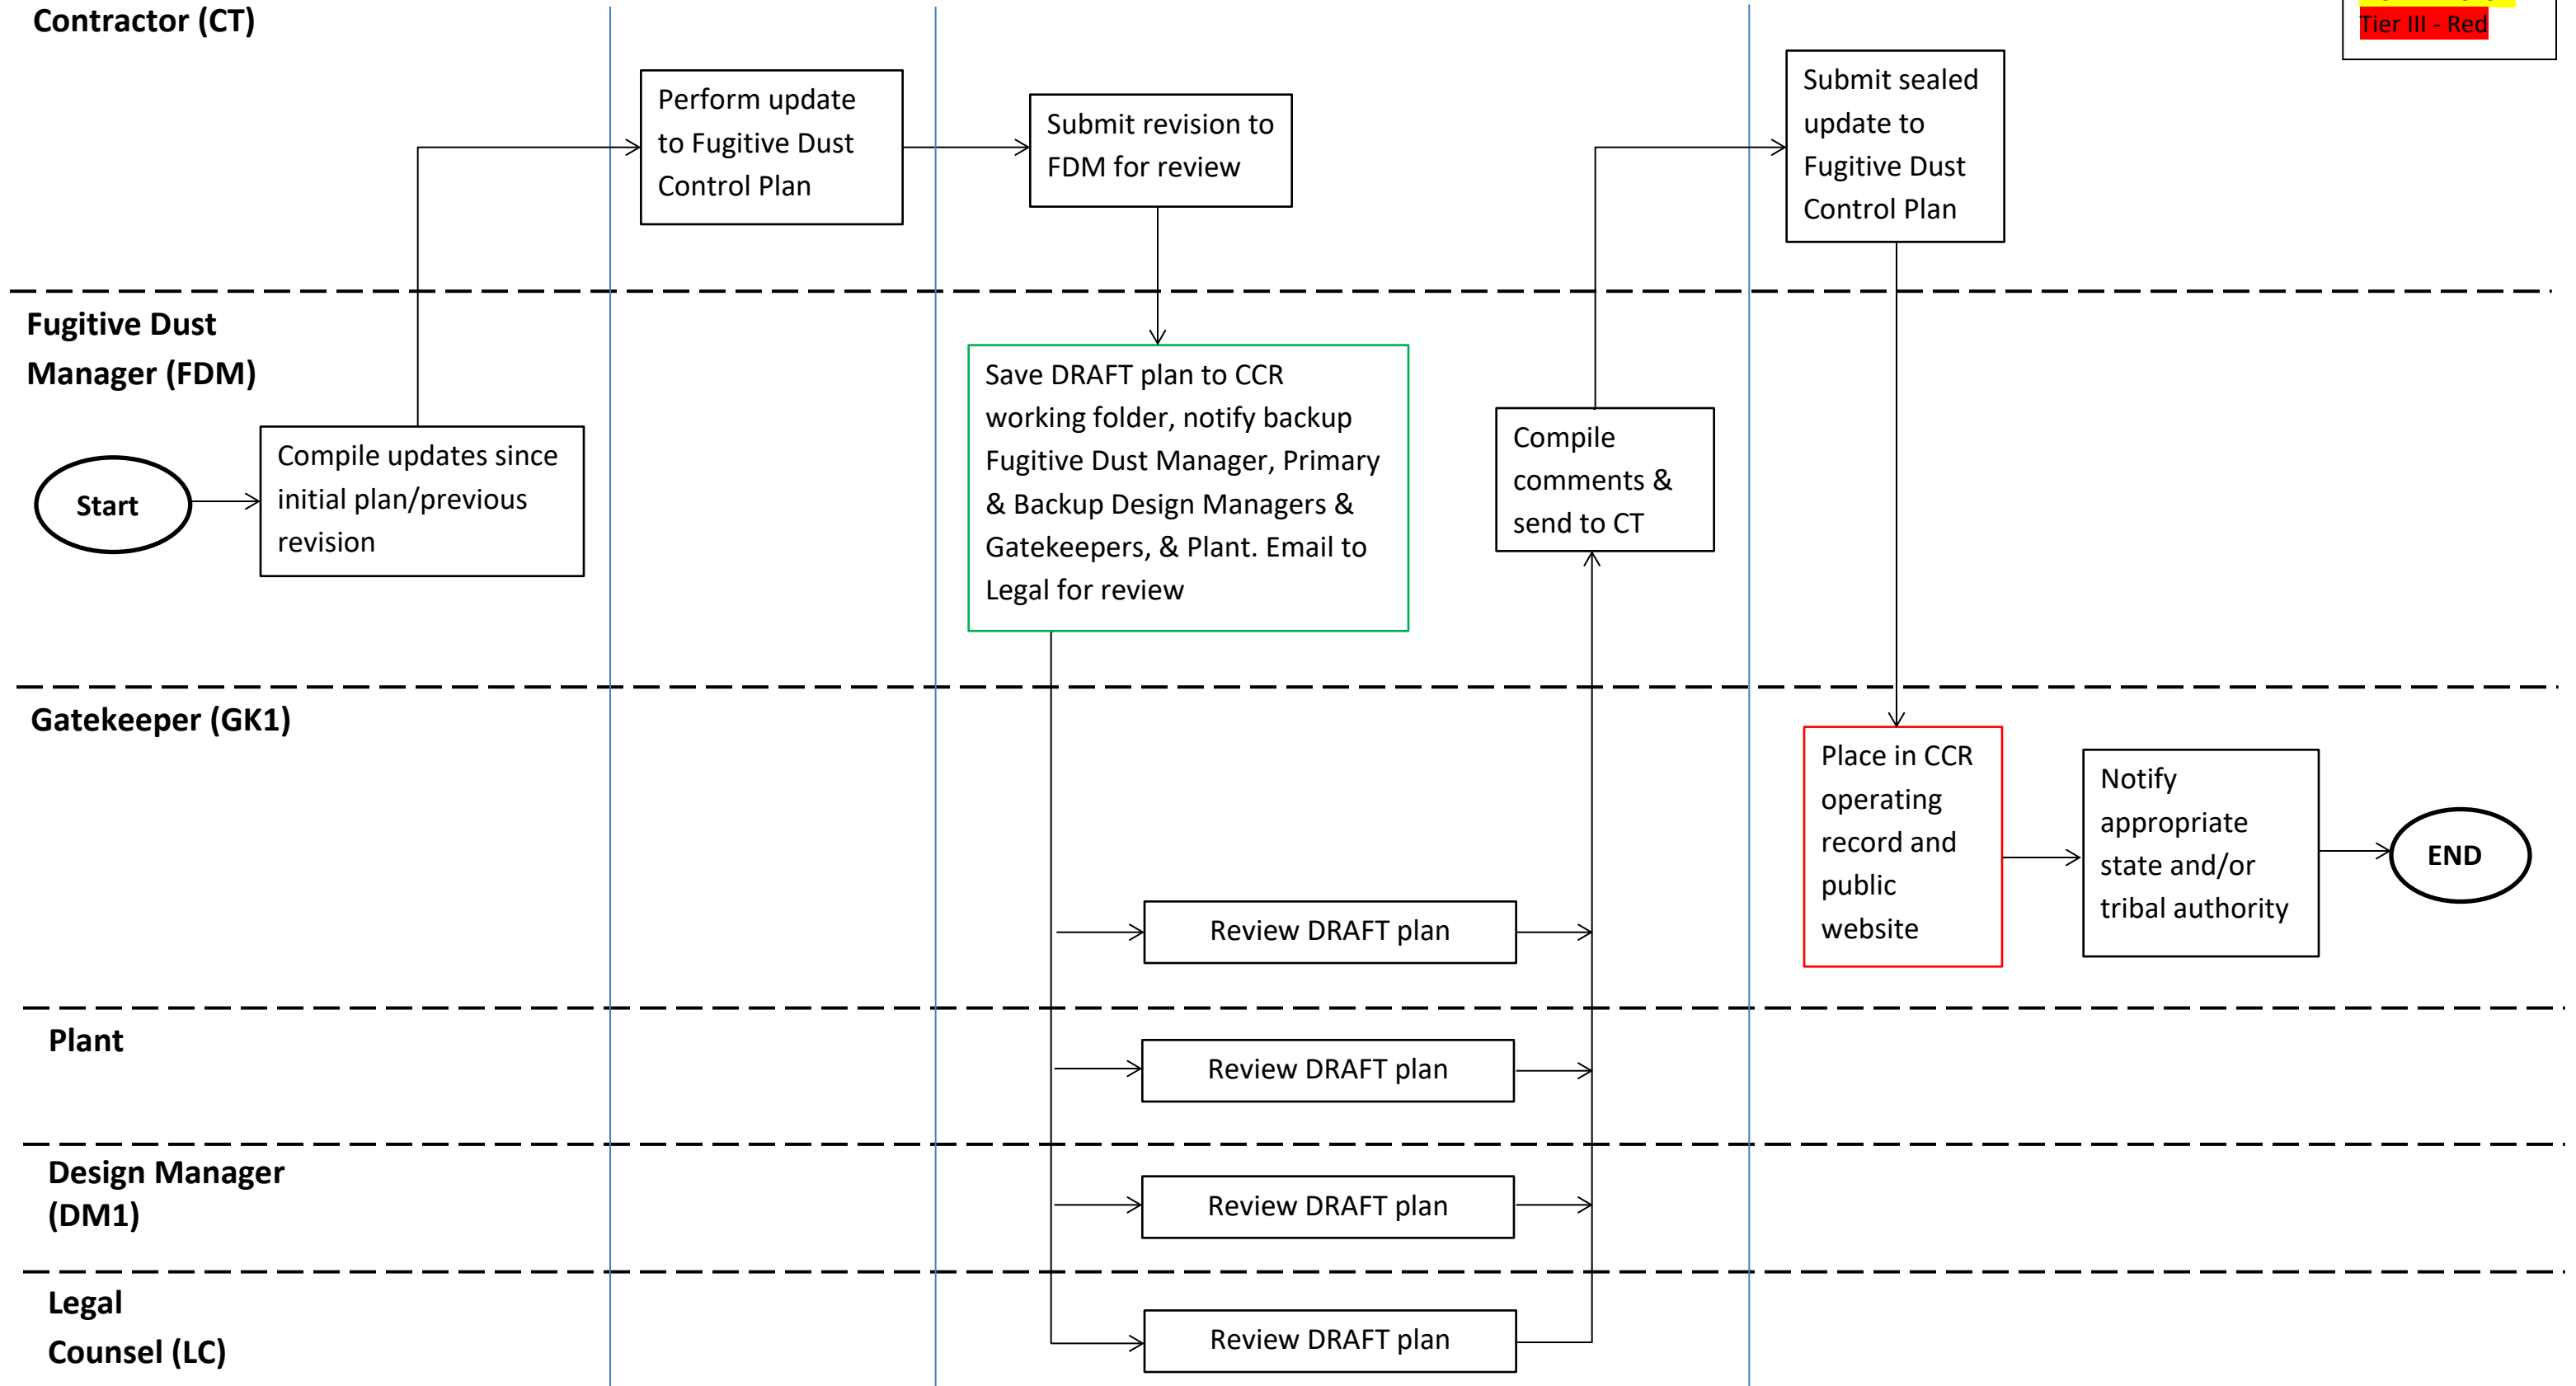 Contractor (CT)
Tier III - Red
Perform update
to Fugitive Dust
Control Plan
Submit revision to
FDM for review
Submit sealed
update to
Fugitive Dust
Control Plan
Fugitive Dust
Manager (FDM)
Start
Compile updates since
initial plan/previous
revision
Save DRAFT plan to CCR
working folder, notify backup
Fugitive Dust Manager, Primary
& Backup Design Managers &
Gatekeepers, & Plant. Email to
Legal for review
Compile
comments &
send to CT
Gatekeeper (GK1)
Review DRAFT plan
Place in CCR
operating
record and
public
website
Notify
appropriate
state and/or
tribal authority
END
Plant
Review DRAFT plan
Design Manager
(DM1)
Review DRAFT plan
Legal
Counsel (LC)
Review DRAFT plan